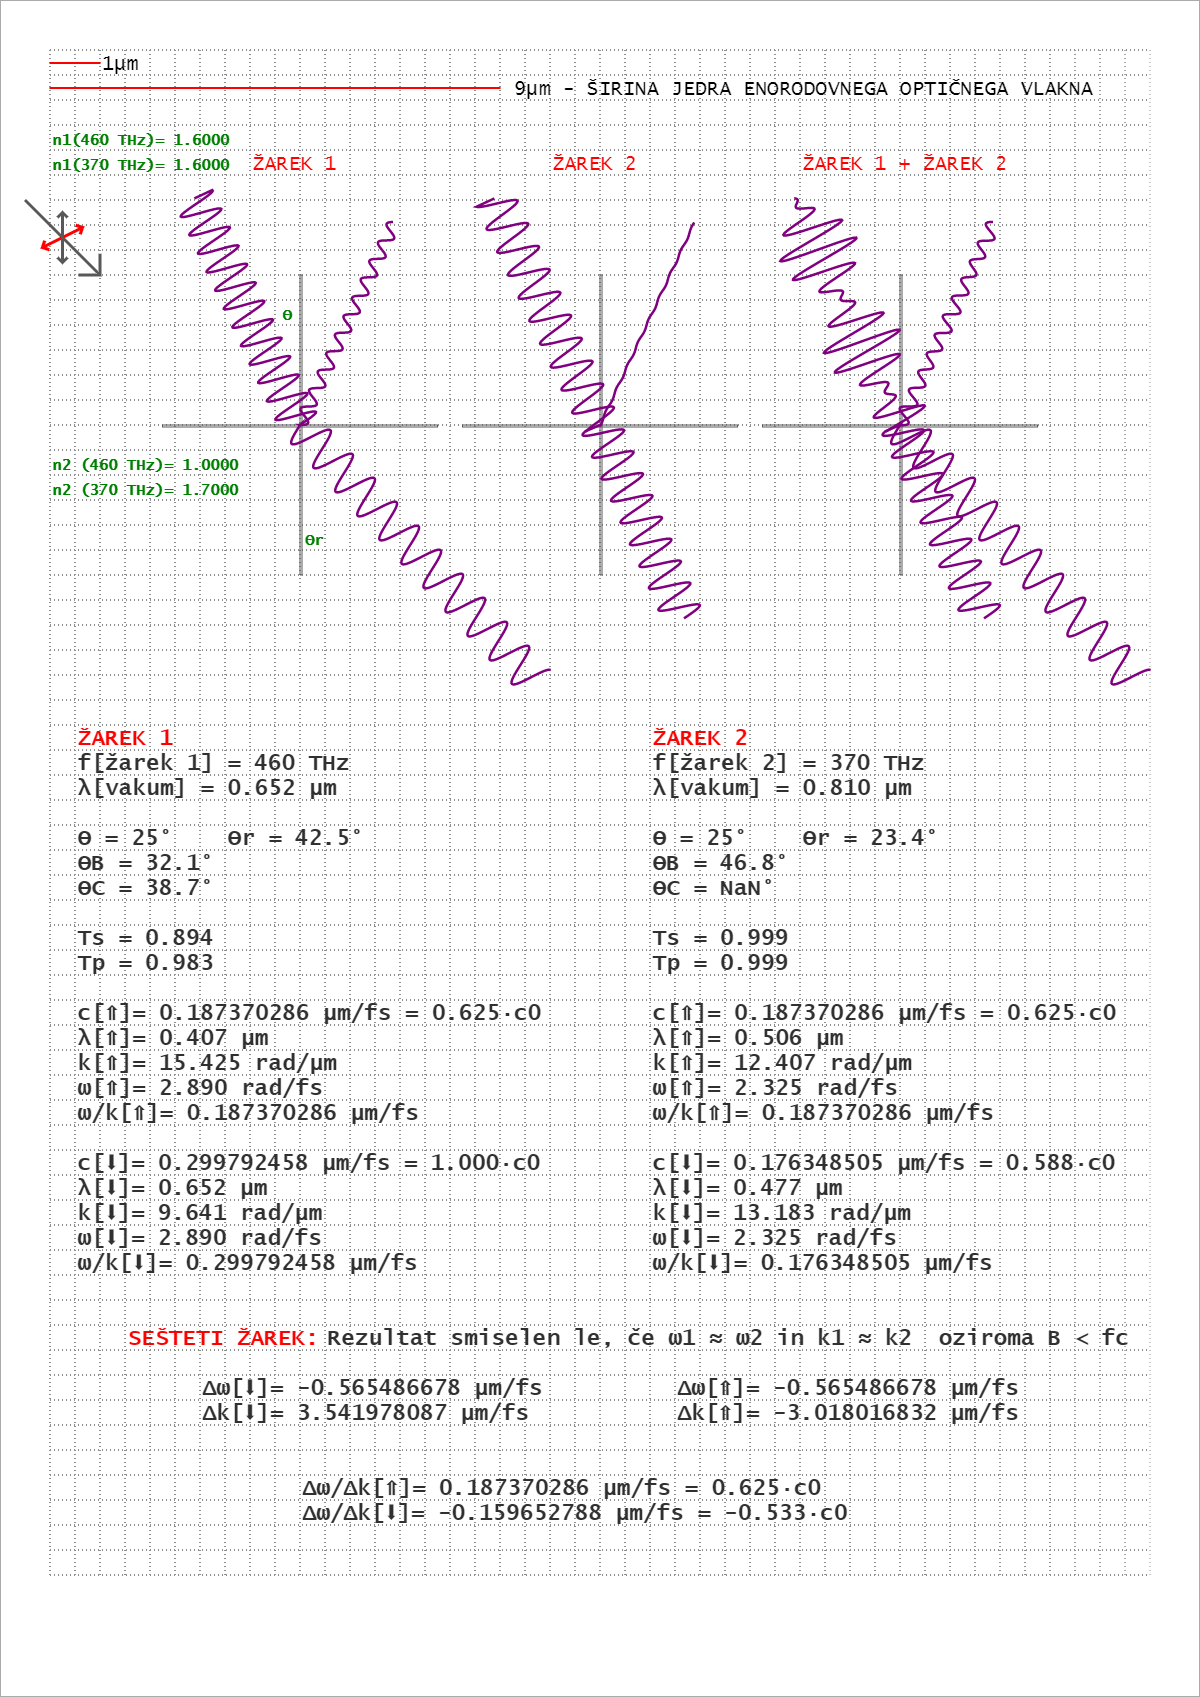 1µm
9µm - ŠIRINA JEDRA ENORODOVNEGA OPTIČNEGA VLAKNA
n1(460 THz)= 1.6000
n1(370 THz)= 1.6000
ŽAREK 1
ŽAREK 2
ŽAREK 1 + ŽAREK 2
Θ
n2 (460 THz)= 1.0000
n2 (370 THz)= 1.7000
Θr
ŽAREK 1
f[žarek 1] = 460 THz
λ[vakum] = 0.652 µm
Θ = 25° Θr = 42.5°
ΘB = 32.1°
ΘC = 38.7°
Ts = 0.894
Tp = 0.983
c[⇑]= 0.187370286 µm/fs = 0.625·c0
λ[⇑]= 0.407 µm
k[⇑]= 15.425 rad/µm
ω[⇑]= 2.890 rad/fs
ω/k[⇑]= 0.187370286 µm/fs
c[⬇]= 0.299792458 µm/fs = 1.000·c0
λ[⬇]= 0.652 µm
k[⬇]= 9.641 rad/µm
ω[⬇]= 2.890 rad/fs
ω/k[⬇]= 0.299792458 µm/fs
ŽAREK 2
f[žarek 2] = 370 THz
λ[vakum] = 0.810 µm
Θ = 25° Θr = 23.4°
ΘB = 46.8°
ΘC = NaN°
Ts = 0.999
Tp = 0.999
c[⇑]= 0.187370286 µm/fs = 0.625·c0
λ[⇑]= 0.506 µm
k[⇑]= 12.407 rad/µm
ω[⇑]= 2.325 rad/fs
ω/k[⇑]= 0.187370286 µm/fs
c[⬇]= 0.176348505 µm/fs = 0.588·c0
λ[⬇]= 0.477 µm
k[⬇]= 13.183 rad/µm
ω[⬇]= 2.325 rad/fs
ω/k[⬇]= 0.176348505 µm/fs
SEŠTETI ŽAREK: Rezultat smiselen le, če ω1 ≈ ω2 in k1 ≈ k2 oziroma B < fc
Δω[⬇]= -0.565486678 µm/fs
Δk[⬇]= 3.541978087 µm/fs
Δω[⇑]= -0.565486678 µm/fs
Δk[⇑]= -3.018016832 µm/fs
Δω/Δk[⇑]= 0.187370286 µm/fs = 0.625·c0
Δω/Δk[⬇]= -0.159652788 µm/fs = -0.533·c0